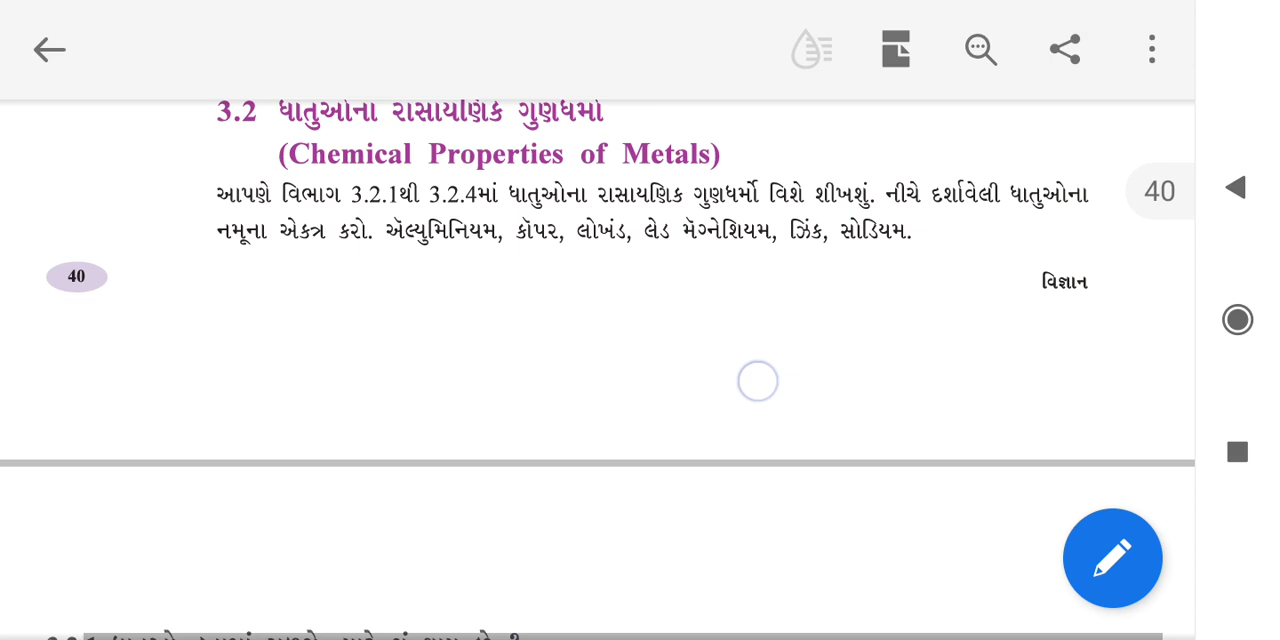 3.2 ધાતુઓના રાસાયણિક ગુણધર્મો
(Chemical Properties of Metals)
આપણે વિભાગ 3.2.1થી 3.2.4માં ધાતુઓના રાસાયણિક ગુણધર્મો વિશે શીખશું. નીચે દર્શાવેલી ધાતુઓના
40
નમૂના એકત્ર કરો. ઍલ્યુમિનિયમ, કૉપર, લોખંડ, લેડ મૅગ્નેશિયમ, ઝિંક, સોડિયમ.
40
વિજ્ઞાન